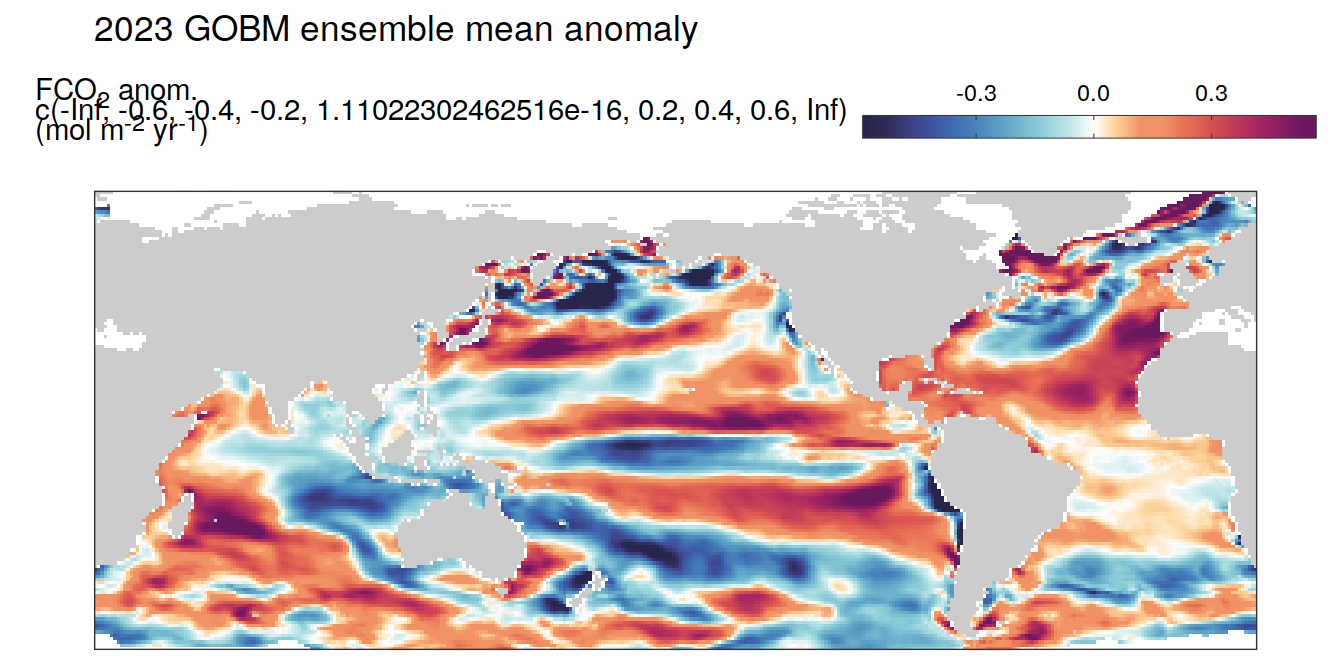 2023 GOBM ensemble mean anomaly
FCO₂ anom.
c(-Inf, -0.6, -0.4, -0.2, 1.11022302462516e-16, 0.2, 0.4, 0.6, Inf)
(mol m⁻² yr⁻¹)
-0.3 0.0 0.3